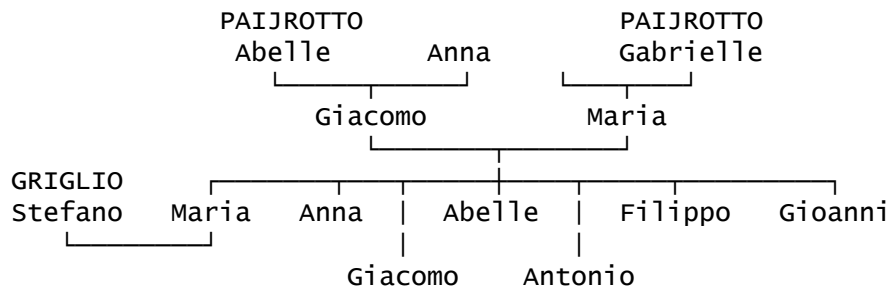 PAIJROTTO PAIJROTTO
Abelle Anna Gabrielle
Giacomo Maria
GRIGLIO
Stefano Maria Anna Abelle Filippo Gioanni
Giacomo Antonio